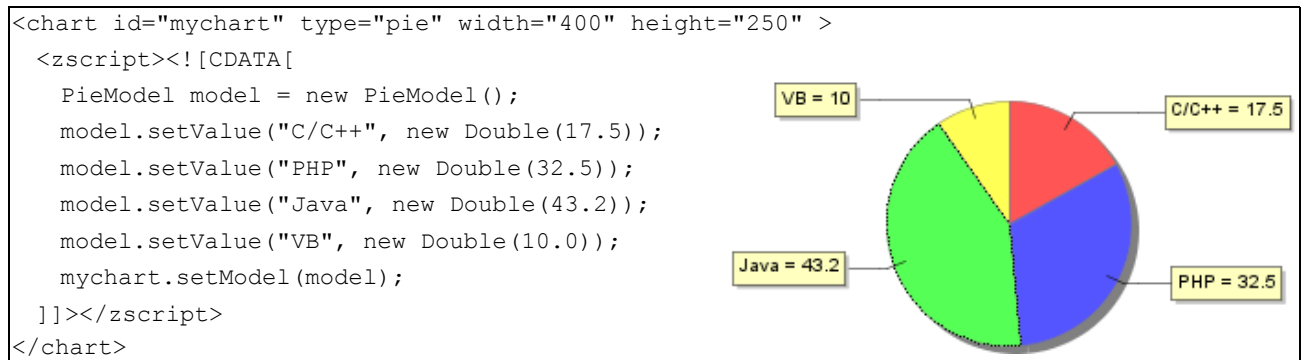 <chart id="mychart" type="pie" width="400" height="250" >
<zscript><![CDATA[
PieModel model = new PieModel();
model.setValue("C/C++", new Double(17.5));
model.setValue("PHP", new Double(32.5));
model.setValue("Java", new Double(43.2));
model.setValue("VB", new Double(10.0));
mychart.setModel(model);
]]></zscript>
</chart>
VB = 10
C/C++ = 17.5
Java = 43.2
PHP = 32.5